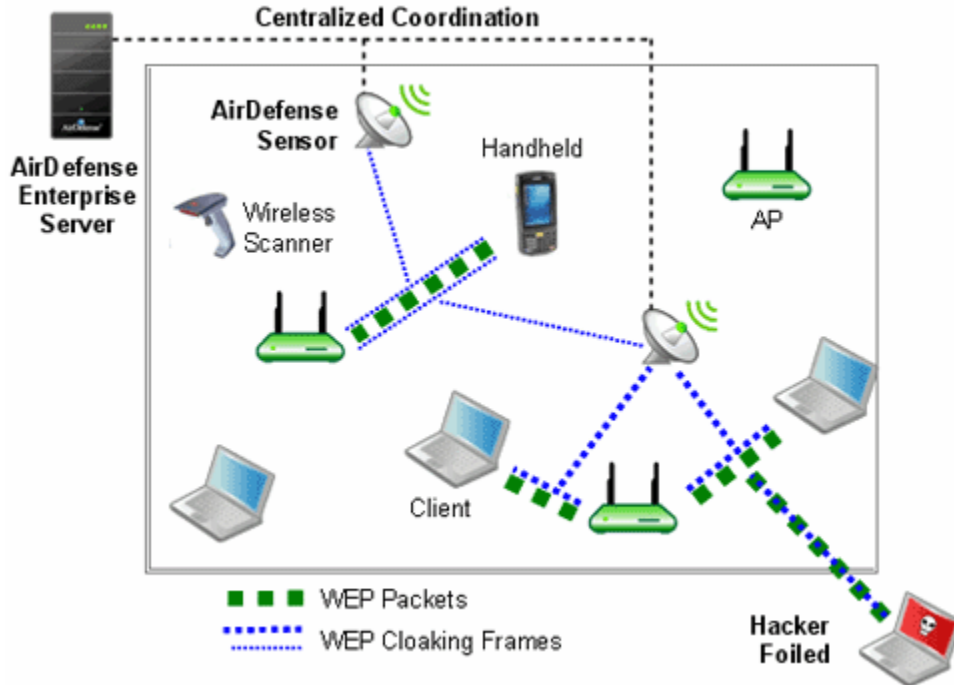 Centralized Coordination
AirDefense
AirDefense
Enterprise
Server
AirDefense
Sensor
Handheld
Wireless
Scanner
AP
Client
WEP Packets
WEP Cloaking Frames
Hacker
Foiled